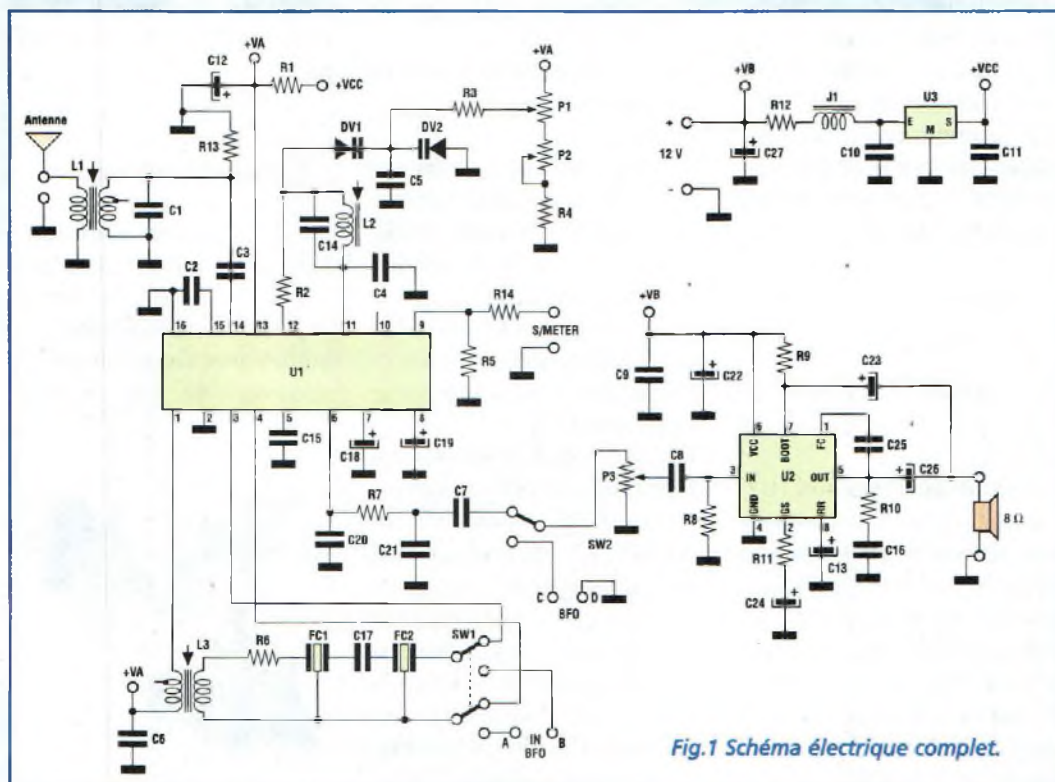 +VA
C12
R1
+VCC
R13
Antenne
L1
C1
C2
C3
R3
DV1
DV2
C5
C14
L2
R2
C4
+VA
P1
P2
R4
+VB
R12
J1
U3
+VCC
+
12 V
-
C27
C10
E M S
C11
16 15 14 13 12 11 10 9
U1
R14
S/METER
R5
1 2 3 4 5 6 7 8
C15
C18
C19
+VB
C9
C22
R9
C23
6 7 1
VCC BOOT FC
C25
P3
C8
3 IN U2 OUT 5
C26
R8
GND GS RR
4 2 8
R10
8 Ω
R11
C13
C16
C24
R7
C7
C20
C21
SW2
C D
BFO
L3
R6
FC1
C17
FC2
SW1
+VA
C6
A IN B
BFO
Fig.1 Schéma électrique complet.